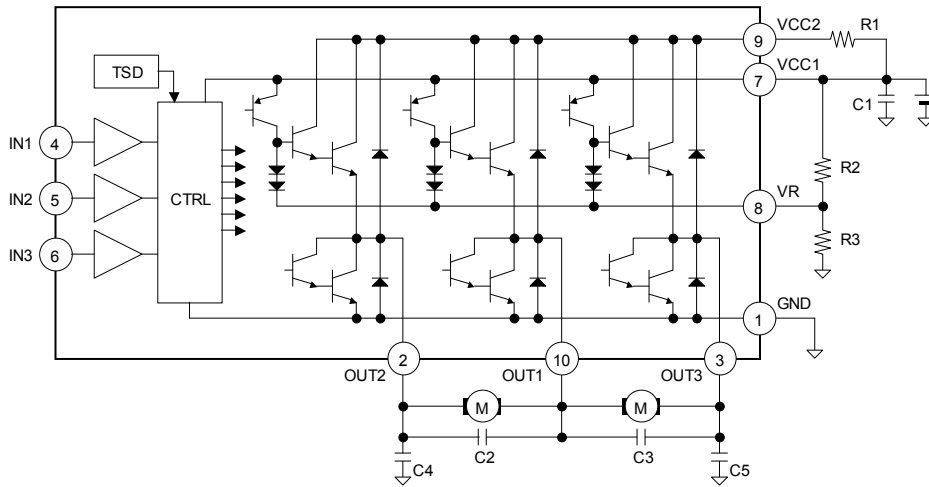 VCC2
R1
9
VCC1
TSD
7
C1
IN1
4
R2
IN2
5
CTRL
VR
8
IN3
6
R3
GND
1
2
10
3
OUT2
OUT1
OUT3
M
M
C4
C2
C3
C5